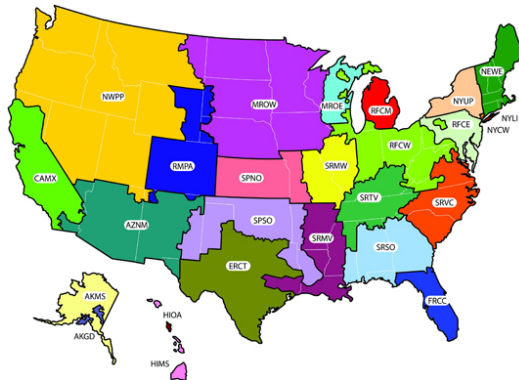 NEWE
NWPP
MROW
MROE
NYUP
RFCM
NYLI
RFCE
NYCW
RFCW
RMPA
SRMW
CAMX
SPNO
SRTV
SRVC
SPSO
AZNM
SRMV
SRSO
ERCT
AKMS
FRCC
HIOA
AKGD
HIMS